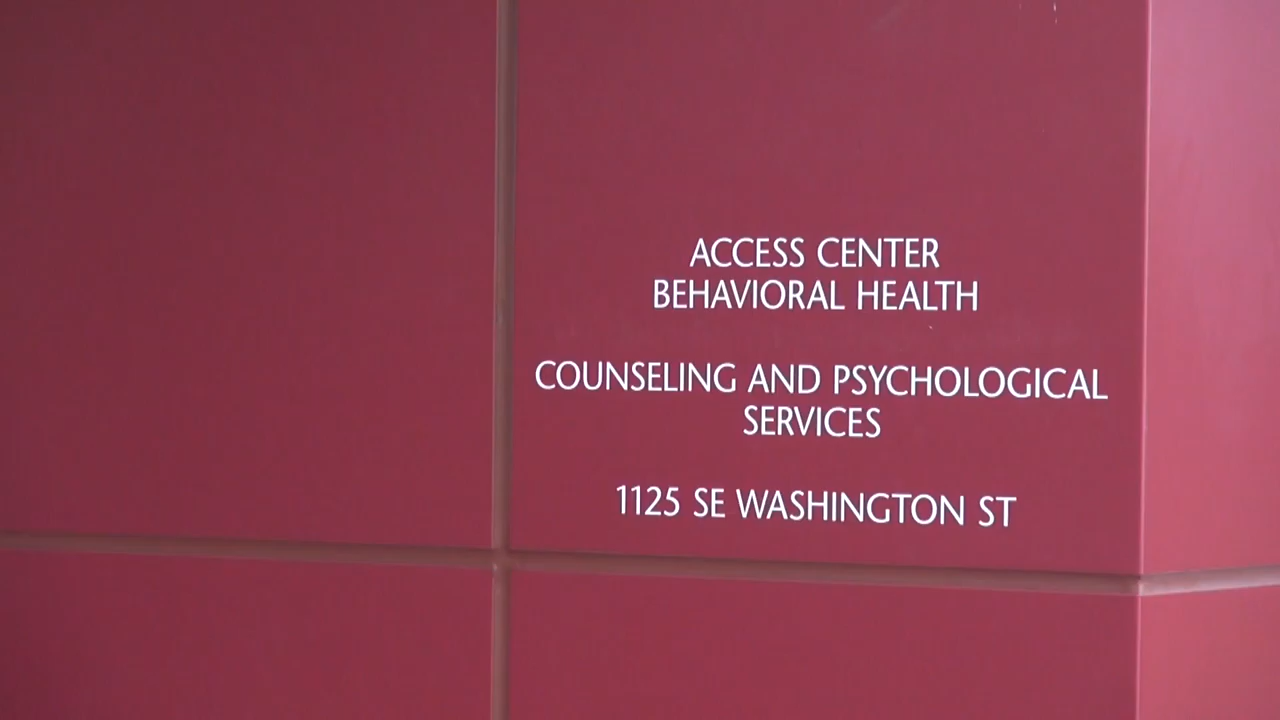 ACCESS CENTER
BEHAVIORAL HEALTH
COUNSELING AND PSYCHOLOGICAL
SERVICES
1125 SE WASHINGTON ST